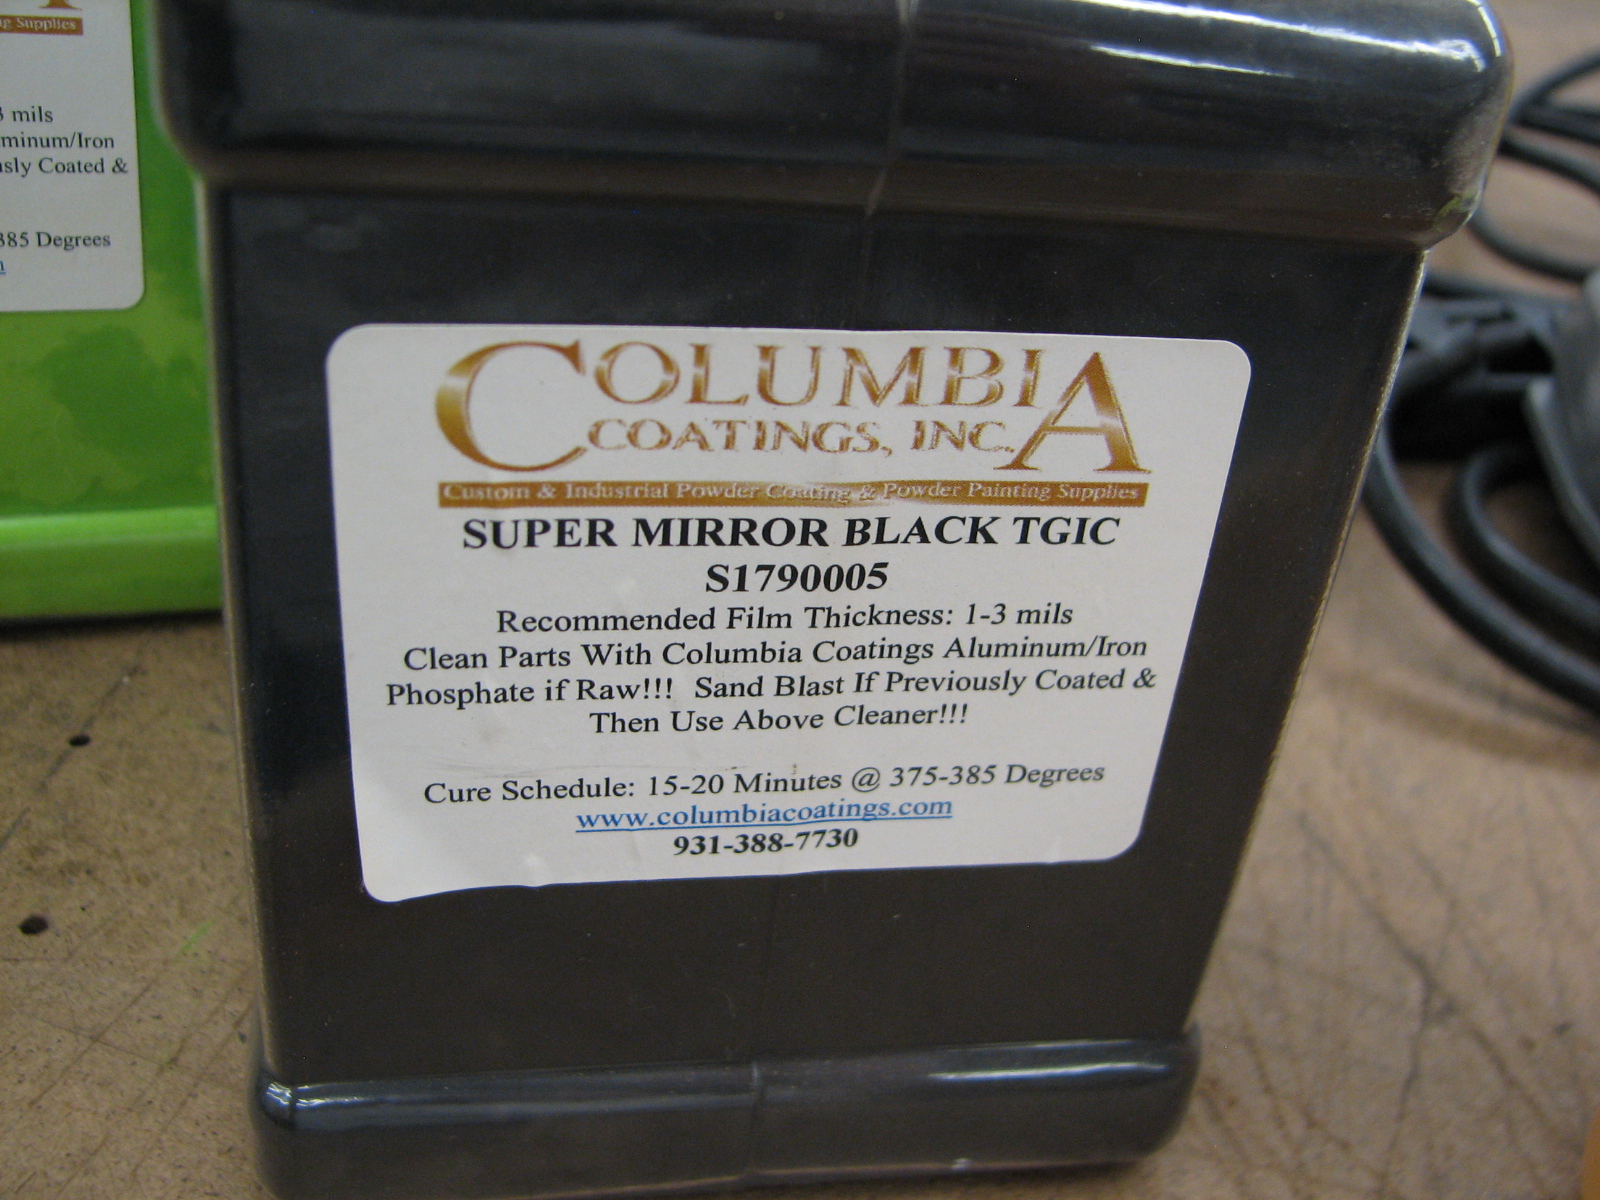 g Supplies
3 mils
minum/Iron
sly Coated &
385 Degrees
COLUMBIA
COATINGS, INC.
Custom & Industrial Powder Coating & Powder Painting Supplies
SUPER MIRROR BLACK TGIC
S1790005
Recommended Film Thickness: 1-3 mils
Clean Parts With Columbia Coatings Aluminum/Iron
Phosphate if Raw!!! Sand Blast If Previously Coated &
Then Use Above Cleaner!!!
Cure Schedule: 15-20 Minutes @ 375-385 Degrees
www.columbiacoatings.com
931-388-7730